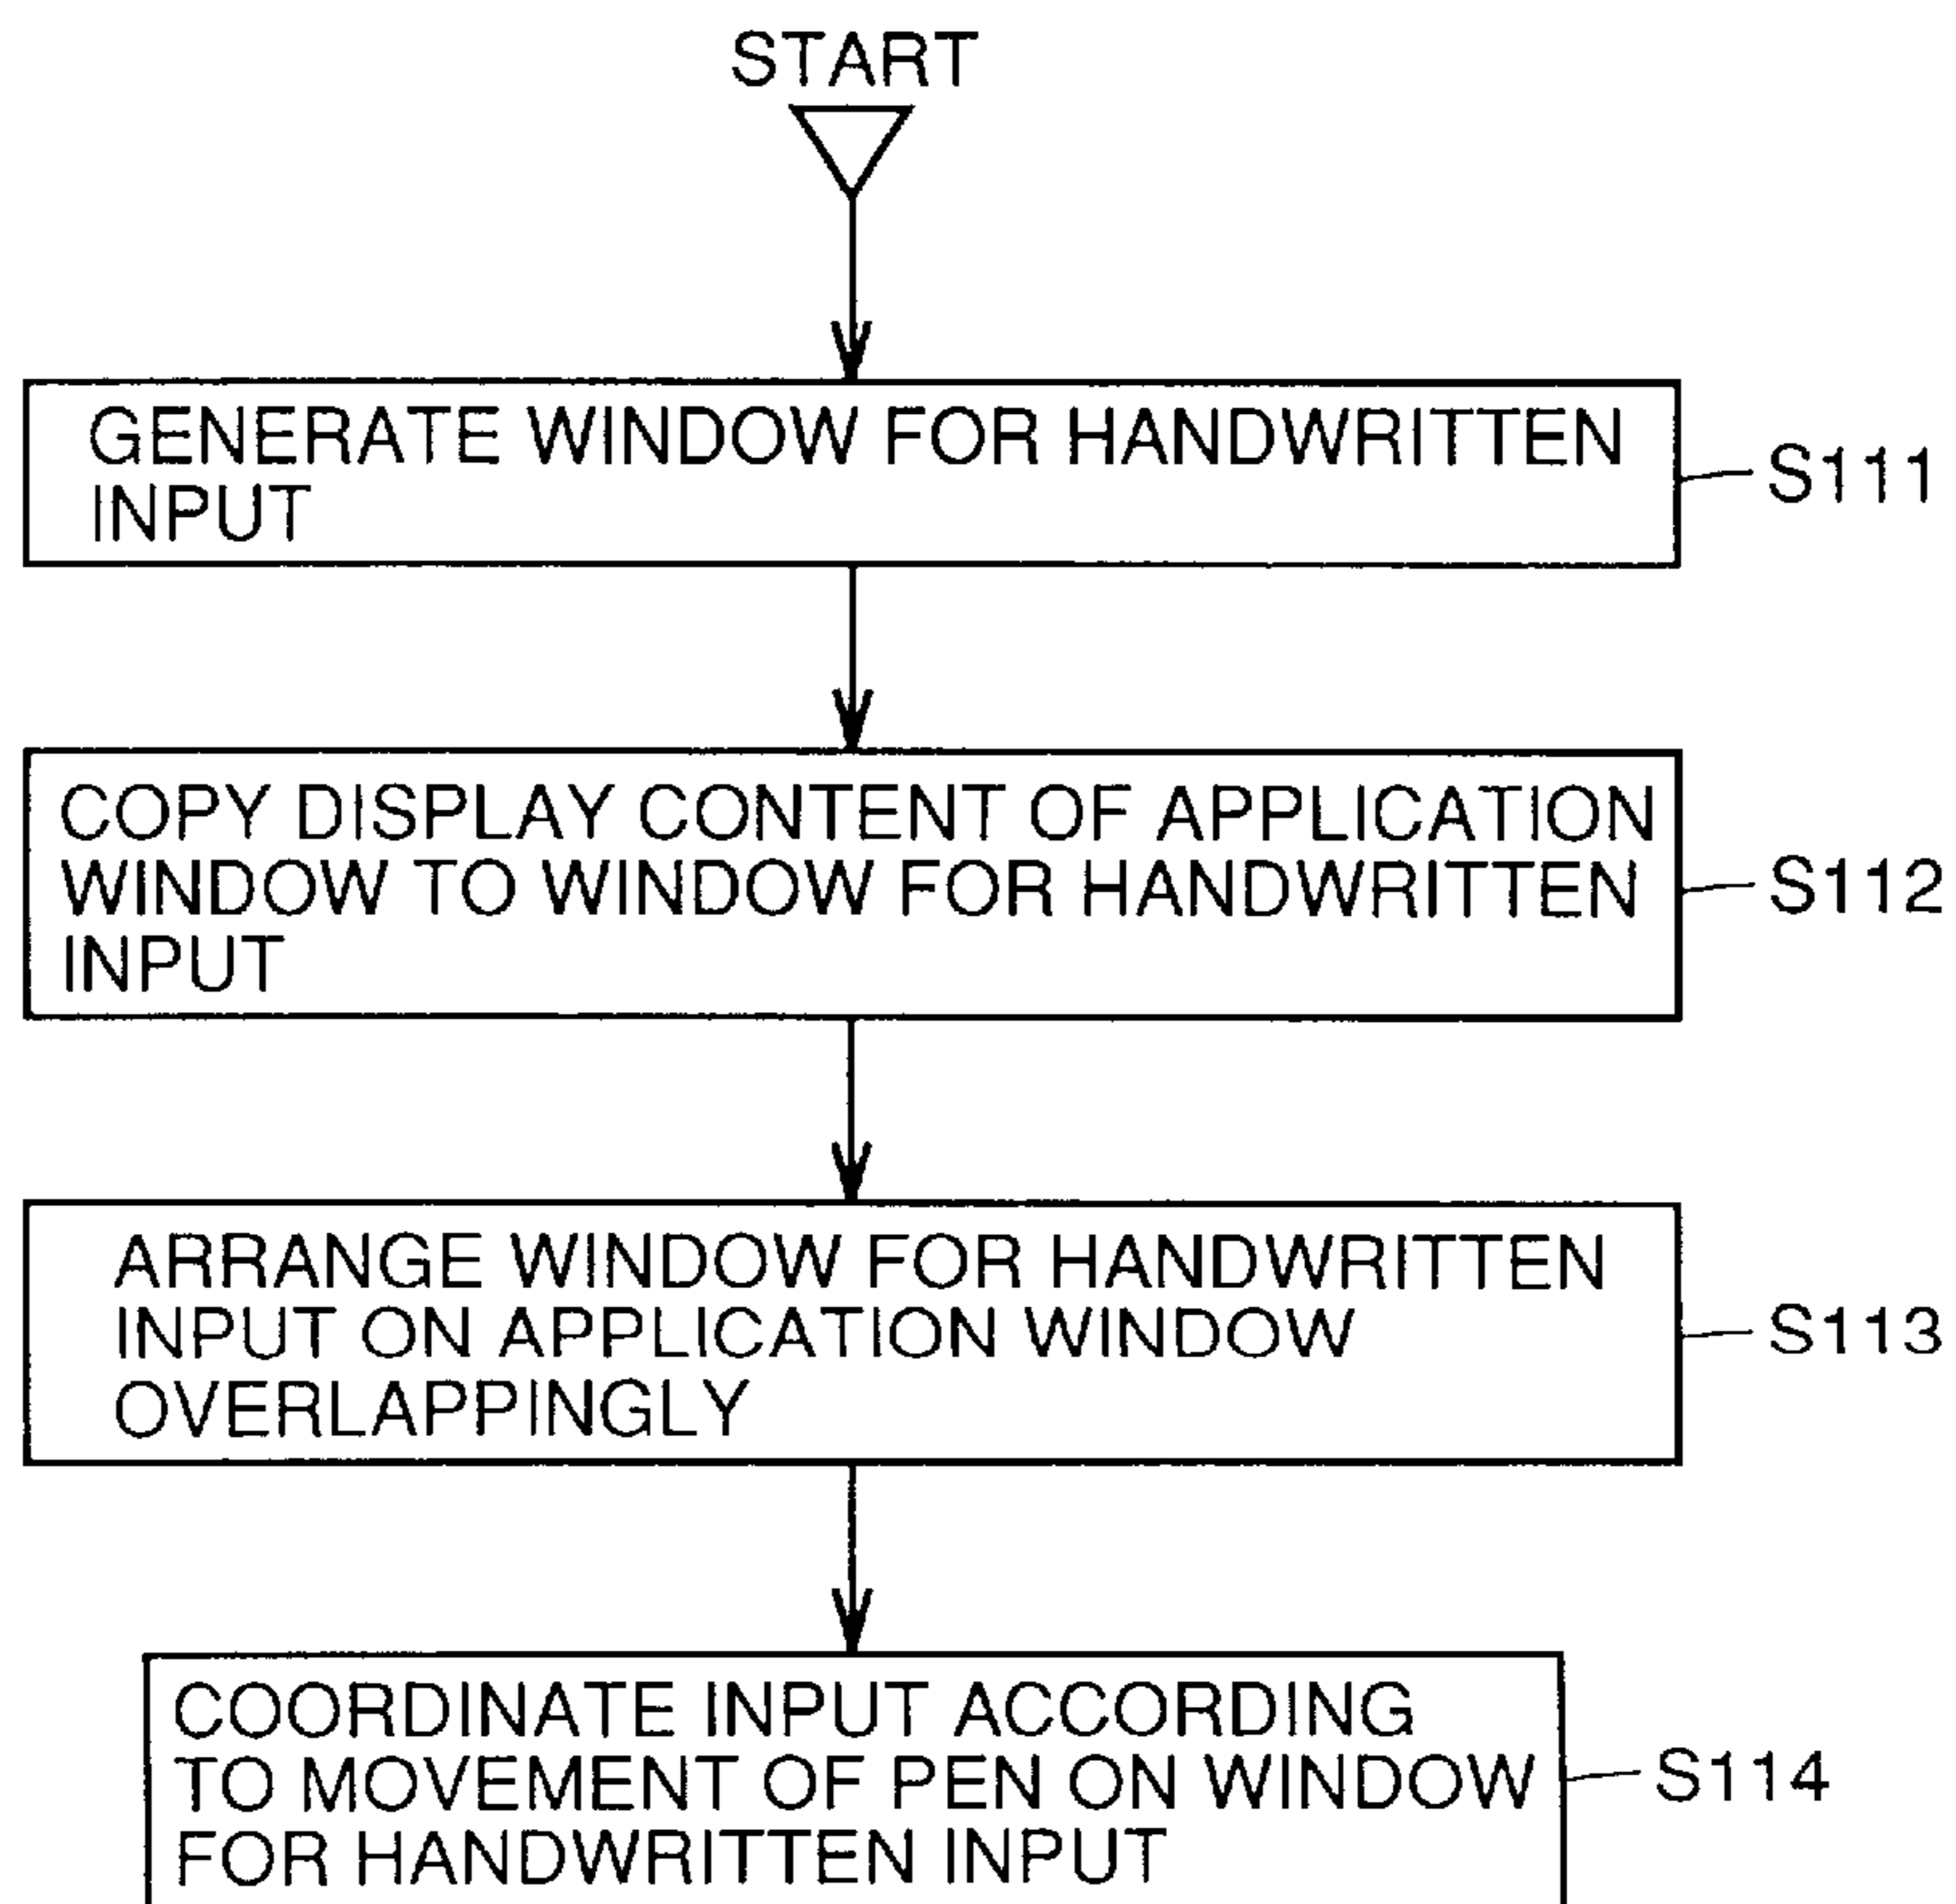 START
GENERATE WINDOW FOR HANDWRITTEN
INPUT
S111
COPY DISPLAY CONTENT OF APPLICATION
WINDOW TO WINDOW FOR HANDWRITTEN
INPUT
S112
ARRANGE WINDOW FOR HANDWRITTEN
INPUT ON APPLICATION WINDOW
OVERLAPPINGLY
S113
COORDINATE INPUT ACCORDING
TO MOVEMENT OF PEN ON WINDOW
FOR HANDWRITTEN INPUT
S114